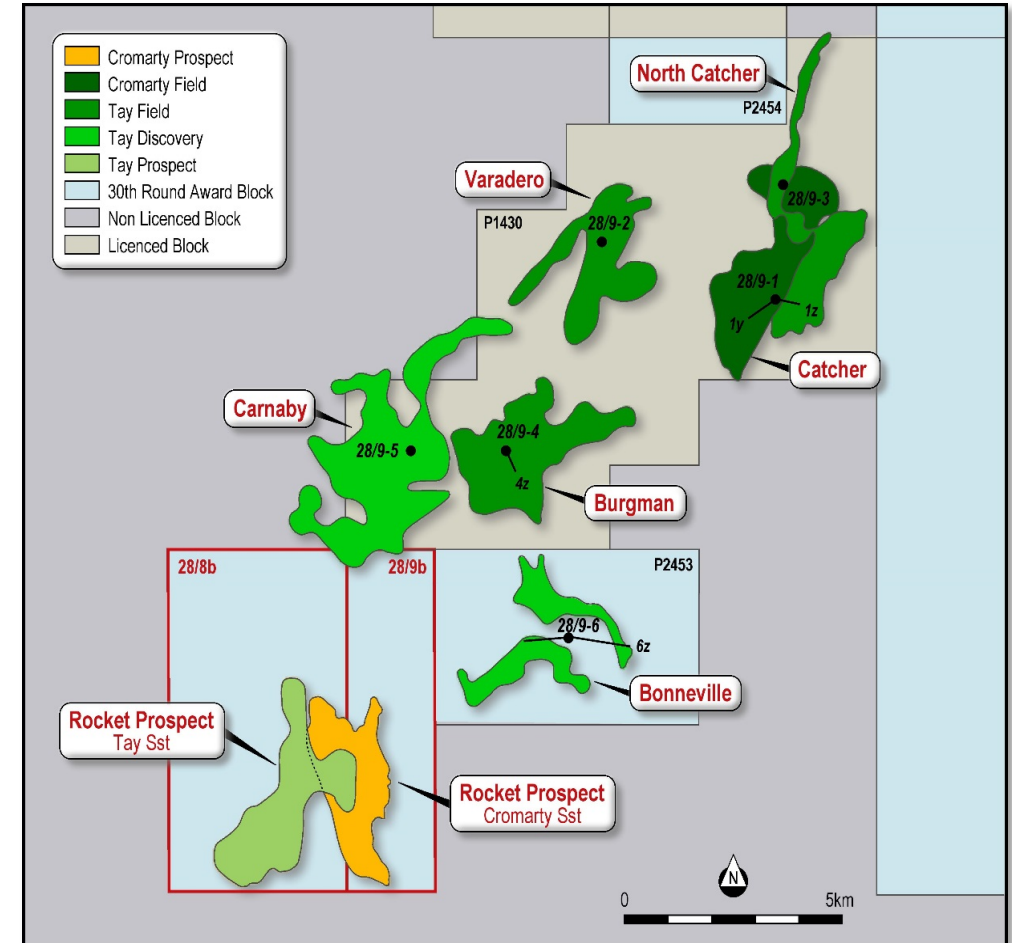 Cromarty Prospect
Cromarty Field
Tay Field
Tay Discovery
Tay Prospect
30th Round Award Block
Non Licenced Block
Licenced Block
North Catcher
P2454
Varadero
P1430
28/9-2
28/9-3
28/9-1
1y
1z
Catcher
Carnaby
28/9-5
28/9-4
4z
Burgman
28/8b
28/9b
P2453
28/9-6
6z
Bonneville
Rocket Prospect
Tay Sst
Rocket Prospect
Cromarty Sst
N
0
5km